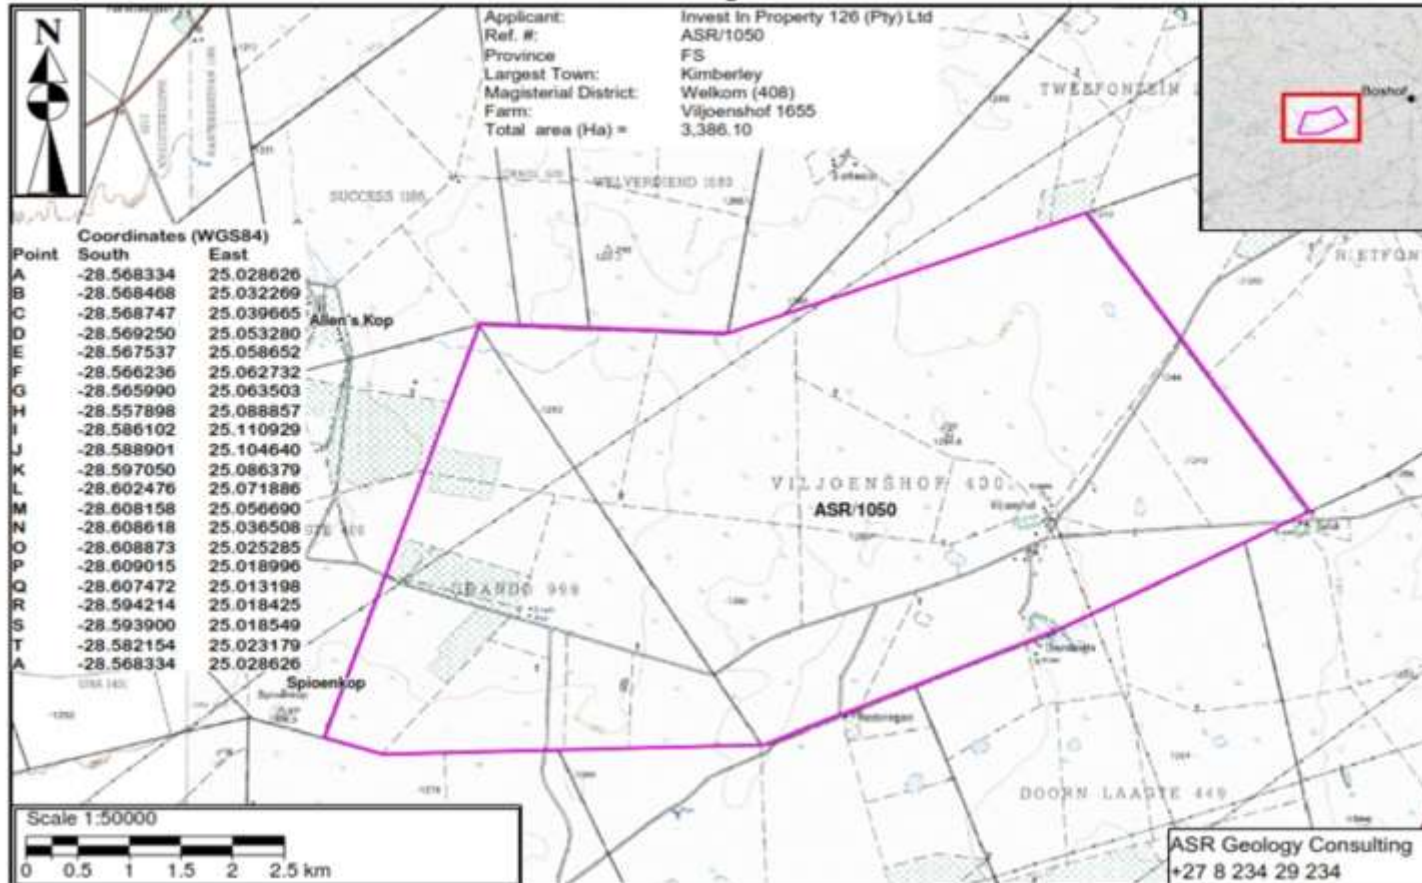 N
Applicant: Invest In Property 126 (Pty) Ltd
Ref. #: ASR/1050
Province FS
Largest Town: Kimberley
Magisterial District: Welkom (408)
Farm: Viljoenshof 1655
Total area (Ha) = 3,386.10
Boshof
TWEEFONTEIN
SUCCESS 1186
WELVERDIEND 1680
Coordinates (WGS84)
Point South East
A -28.568334 25.028626
B -28.568468 25.032269
C -28.568747 25.039665
D -28.569250 25.053280
E -28.567537 25.058652
F -28.566236 25.062732
G -28.565990 25.063503
H -28.557898 25.088857
I -28.586102 25.110929
J -28.588901 25.104640
K -28.597050 25.086379
L -28.602476 25.071886
M -28.608158 25.056690
N -28.608618 25.036508
O -28.608873 25.025285
P -28.609015 25.018996
Q -28.607472 25.013198
R -28.594214 25.018425
S -28.593900 25.018549
T -28.582154 25.023179
A -28.568334 25.028626
Allen's Kop
VILJOENSHOF 400
ASR/1050
GRANDE 999
Spioenkop
DOORN LAAGTE 449
Scale 1:50000
0 0.5 1 1.5 2 2.5 km
ASR Geology Consulting
+27 8 234 29 234